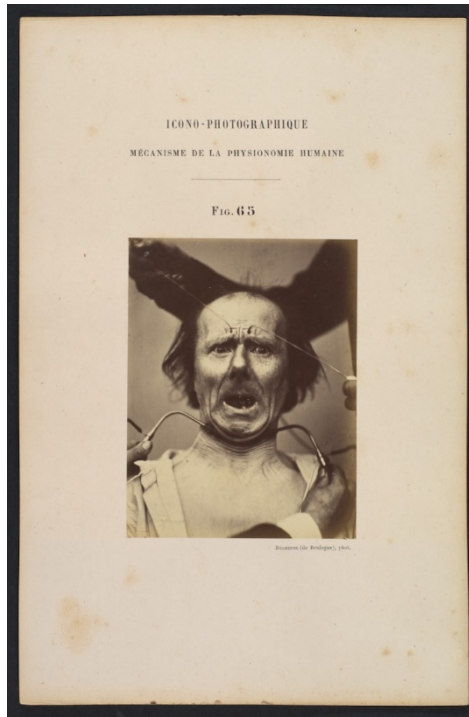 ICONO-PHOTOGRAPHIQUE
MÉCANISME DE LA PHYSIONOMIE HUMAINE
FIG. 65
DUCHENNE (de Boulogne), phot.